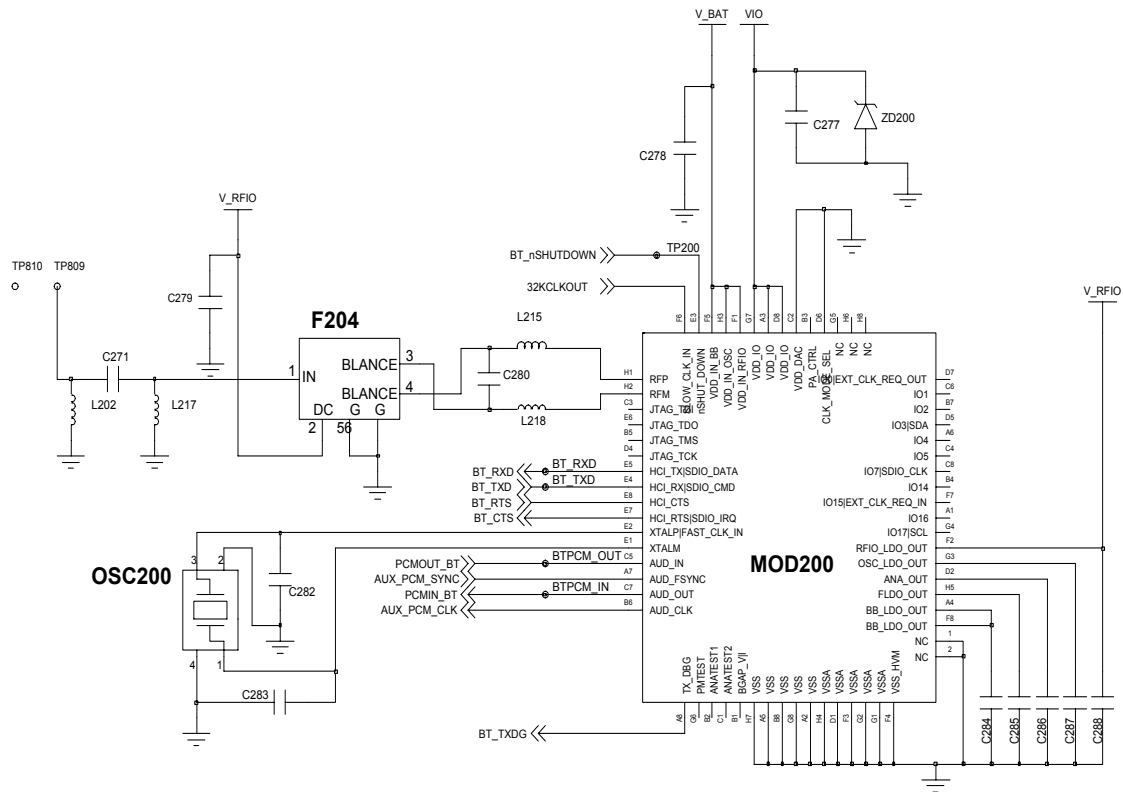 V_BAT VIO
C277 ZD200
C278
V_RFIO
BT_nSHUTDOWN TP200
TP810 TP809
32KCLKOUT
V_RFIO
C279
F204
L215
F6 E3 F5 H3 F1 G7 A3 D8 C2 B3 D6 G5 H6 H8
SLOW_CLK_IN
nSHUT_DOWN
VDD_IN_BB
VDD_IN_OSC
VDD_IN_RFIO
VDD_IO
VDD_IO
VDD_IO
VDD_DAC
PA_CTRL
CLK_MODE_SEL
NC
NC
NC
C271
L202 L217
1 IN
BLANCE 3
BLANCE 4
DC G G
2 56
C280
L218
H1 RFP
H2 RFM
C3 JTAG_TDI
E6 JTAG_TDO
B5 JTAG_TMS
D4 JTAG_TCK
BT_RXD BT_RXD E5 HCI_TX|SDIO_DATA
BT_TXD BT_TXD E4 HCI_RX|SDIO_CMD
BT_RTS E8 HCI_CTS
BT_CTS E7 HCI_RTS|SDIO_IRQ
E2 XTALP|FAST_CLK_IN
E1 XTALM
PCMOUT_BT BTPCM_OUT C5 AUD_IN
AUX_PCM_SYNC A7 AUD_FSYNC
PCMIN_BT BTPCM_IN C7 AUD_OUT
AUX_PCM_CLK B6 AUD_CLK
MOD200
IO0|EXT_CLK_REQ_OUT D7
IO1 C6
IO2 B7
IO3|SDA D5
IO4 A6
IO5 C4
IO7|SDIO_CLK C8
IO14 B4
IO15|EXT_CLK_REQ_IN F7
IO16 A1
IO17|SCL G4
RFIO_LDO_OUT F2
OSC_LDO_OUT G3
ANA_OUT D2
FLDO_OUT H5
BB_LDO_OUT A4
BB_LDO_OUT F8
NC 1
NC 2
OSC200
3 2
4 1
C282
C283
TX_DBG
PMTEST
ANATEST1
ANATEST2
BGAP_V|I
VSS
VSS
VSS
VSS
VSS
VSSA
VSSA
VSSA
VSSA
VSSA
VSS_HVM
A8 G6 B2 C1 B1 H7 A5 B8 G8 A2 H4 D1 F3 G2 G1 F4
BT_TXDG
C284 C285 C286 C287 C288